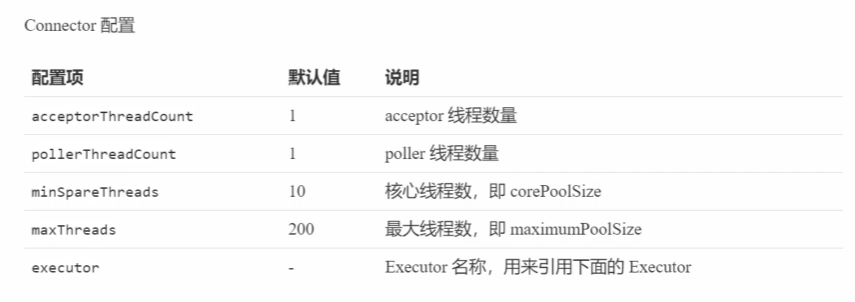 Connector 配置
配置项 默认值 说明
acceptorThreadCount 1 acceptor 线程数量
pollerThreadCount 1 poller 线程数量
minSpareThreads 10 核心线程数，即 corePoolSize
maxThreads 200 最大线程数，即 maximumPoolSize
executor - Executor 名称，用来引用下面的 Executor